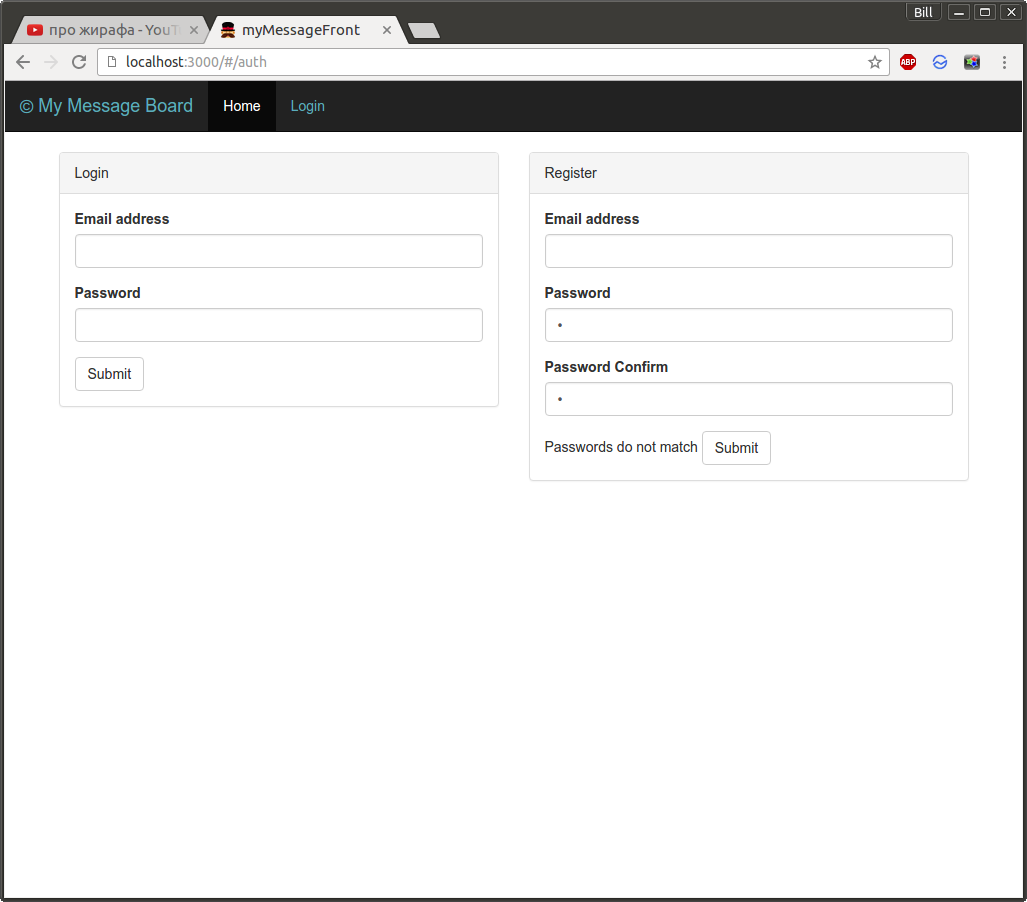 Bill
про жирафа - YouT
myMessageFront
localhost:3000/#/auth
ABP
© My Message Board Home Login
Login
Email address
Password
Submit
Register
Email address
Password
•
Password Confirm
•
Passwords do not match Submit